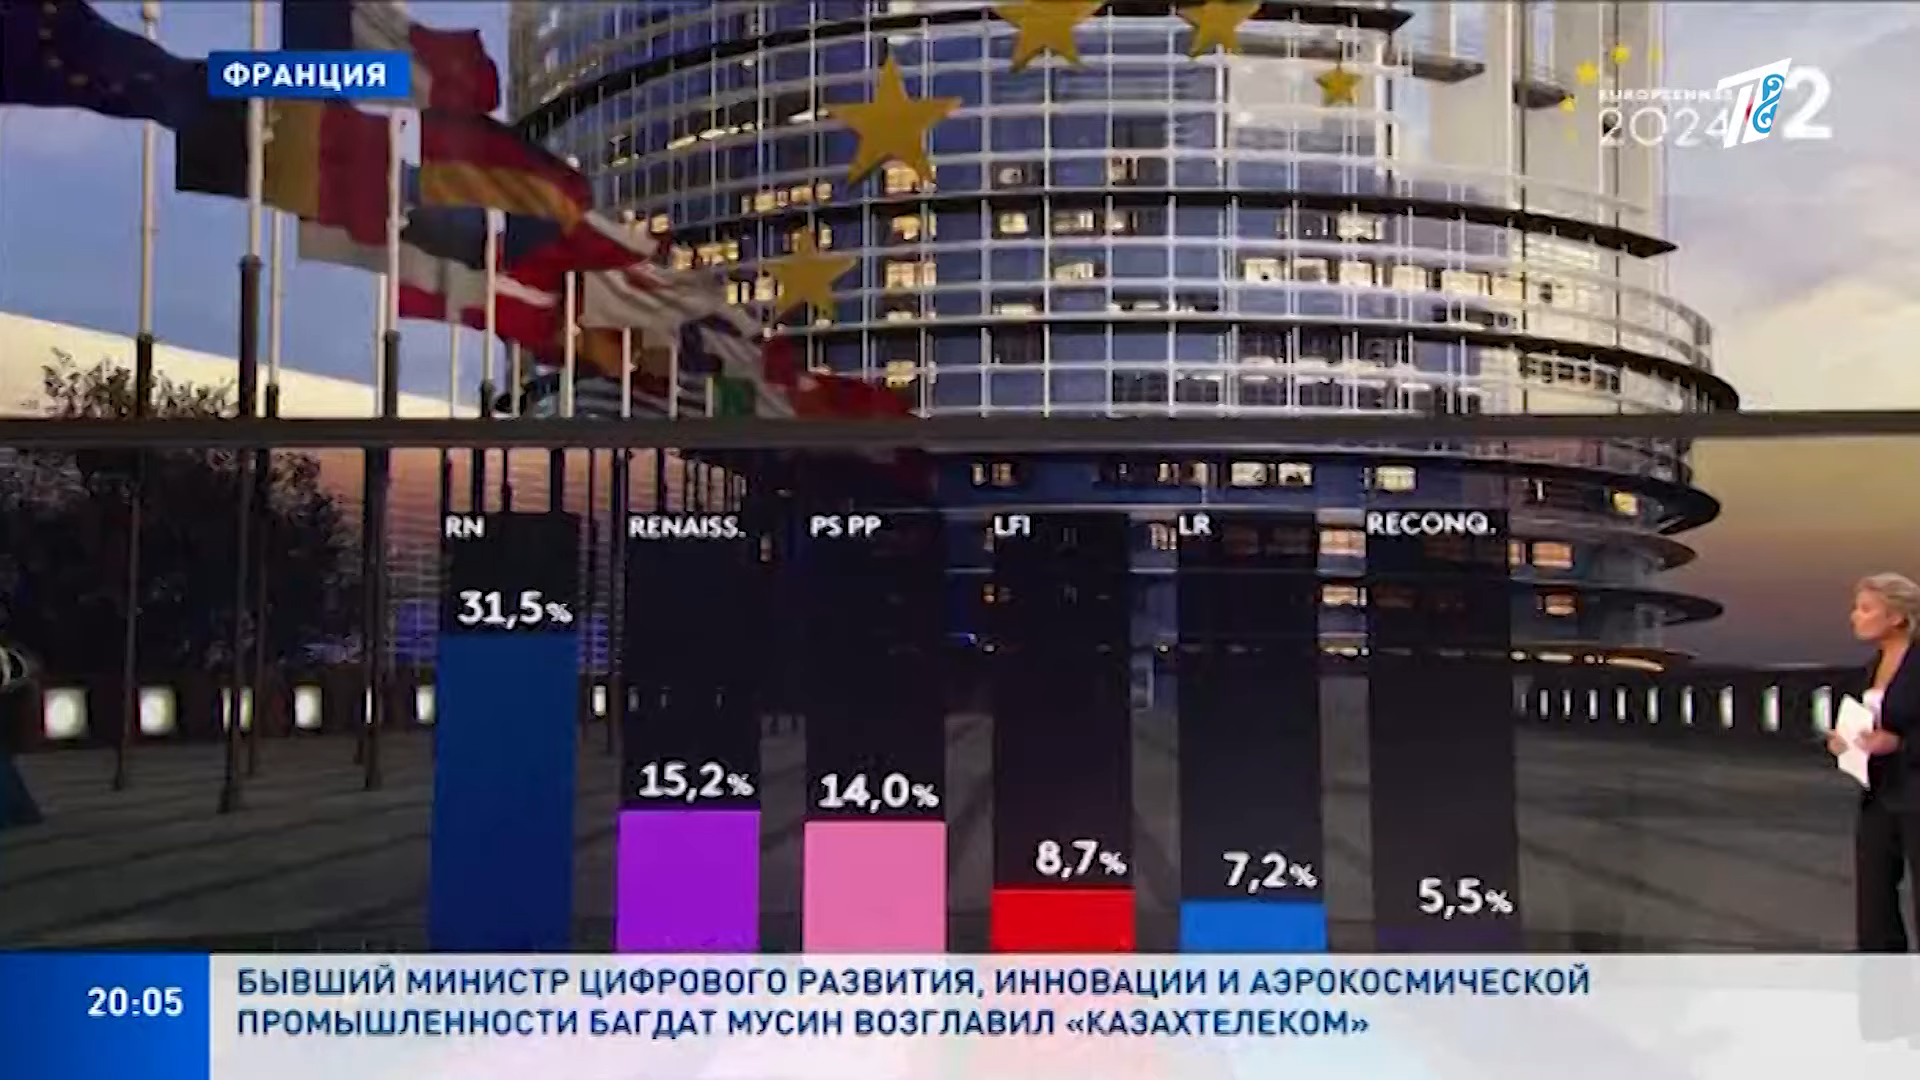 ФРАНЦИЯ
EUROPÉENNES
2024
2
RN
RENAISS.
PS PP
LFI
LR
RECONQ.
31,5%
15,2%
14,0%
8,7%
7,2%
5,5%
20:05
БЫВШИЙ МИНИСТР ЦИФРОВОГО РАЗВИТИЯ, ИННОВАЦИИ И АЭРОКОСМИЧЕСКОЙ
ПРОМЫШЛЕННОСТИ БАГДАТ МУСИН ВОЗГЛАВИЛ «КАЗАХТЕЛЕКОМ»